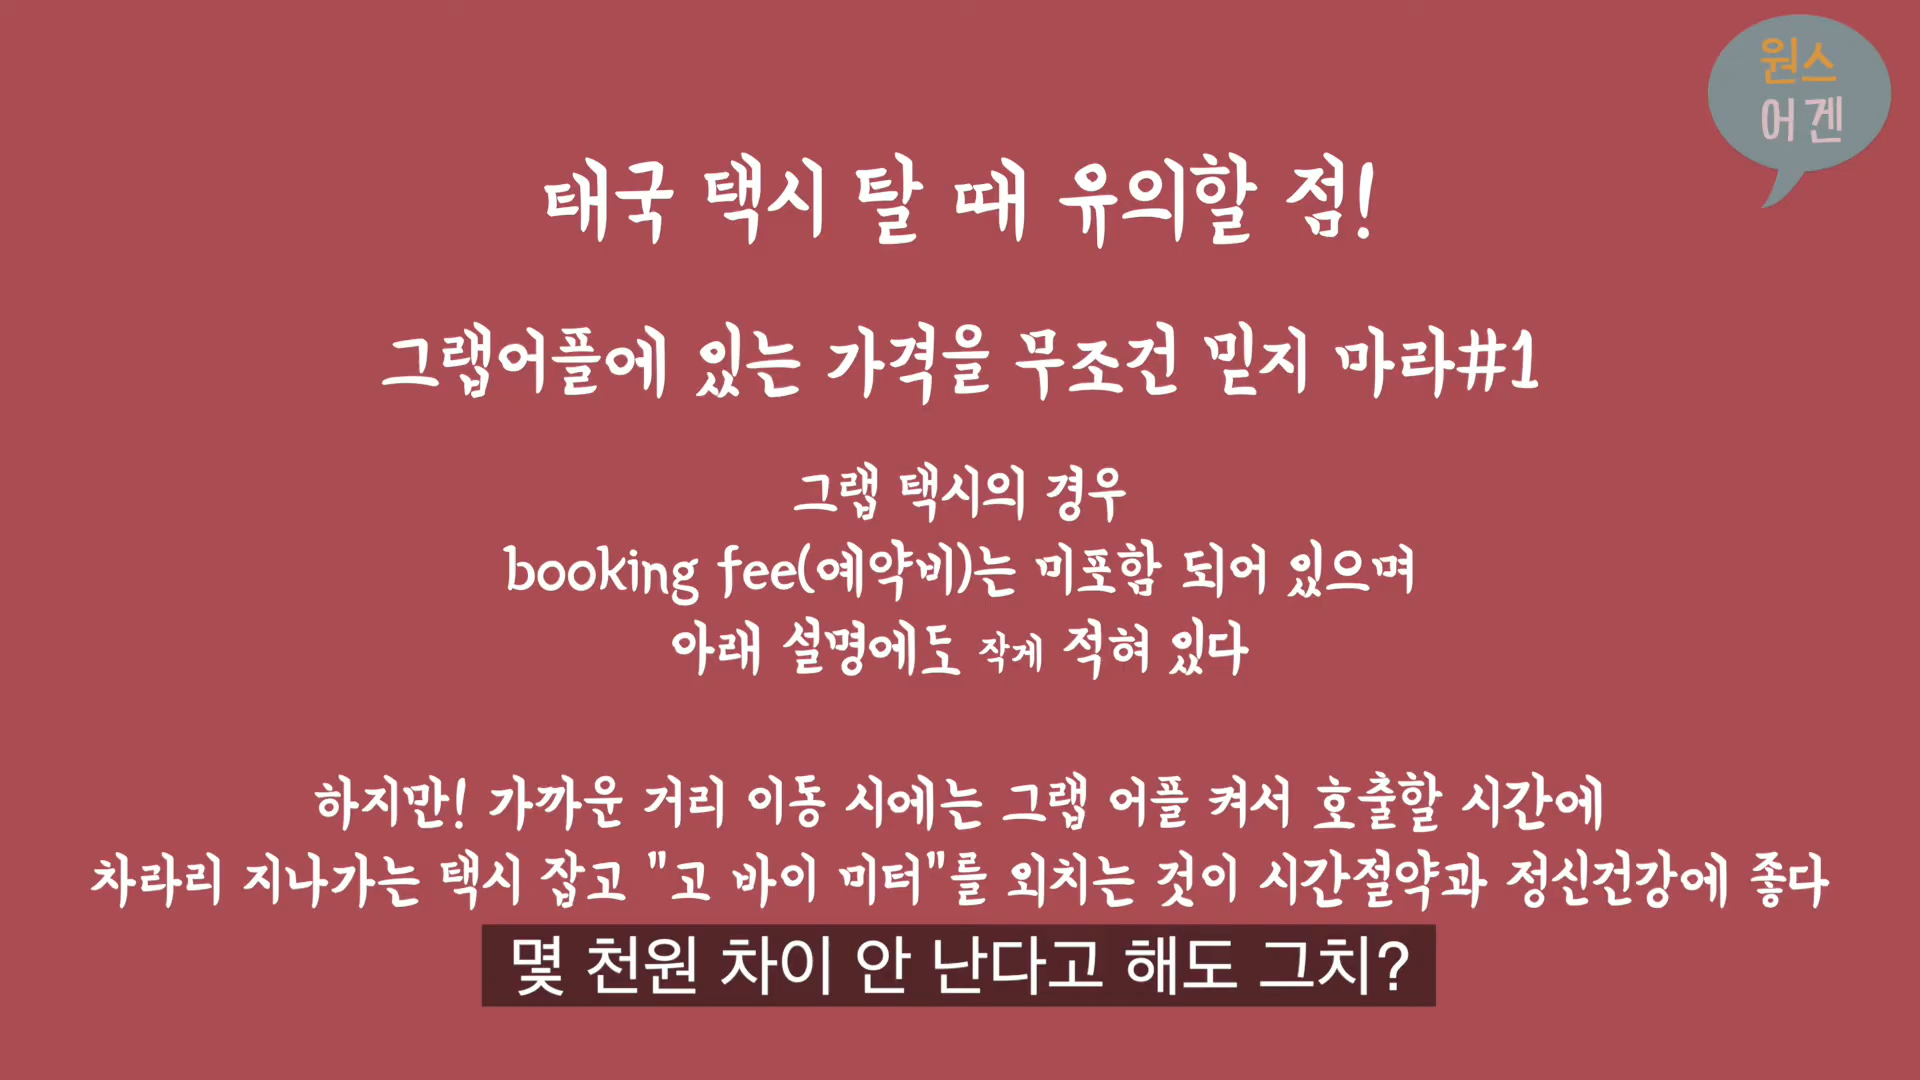 원스
어겐
태국 택시 탈 때 유의할 점!
그랩어플에 있는 가격을 무조건 믿지 마라#1
그랩 택시의 경우
booking fee(예약비)는 미포함 되어 있으며
아래 설명에도 작게 적혀 있다
하지만! 가까운 거리 이동 시에는 그랩 어플 켜서 호출할 시간에
차라리 지나가는 택시 잡고 "고 바이 미터"를 외치는 것이 시간절약과 정신건강에 좋다
몇 천원 차이 안 난다고 해도 그치?